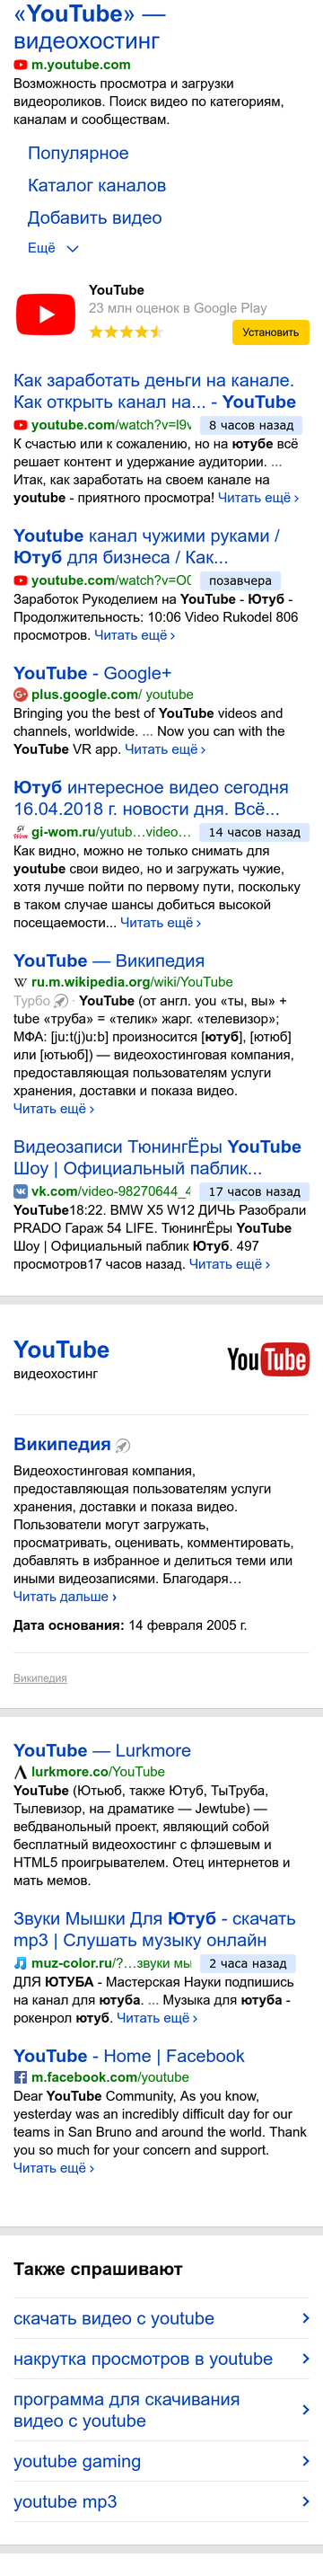 «YouTube» —
видеохостинг
m.youtube.com
Возможность просмотра и загрузки
видеороликов. Поиск видео по категориям,
каналам и сообществам.
Популярное
Каталог каналов
Добавить видео
Ещё
YouTube
23 млн оценок в Google Play
Установить
Как заработать деньги на канале.
Как открыть канал на... - YouTube
youtube.com/watch?v=l9v 8 часов назад
К счастью или к сожалению, но на ютубе всё
решает контент и удержание аудитории. ...
Итак, как заработать на своем канале на
youtube - приятного просмотра! Читать ещё ›
Youtube канал чужими руками /
Ютуб для бизнеса / Как...
youtube.com/watch?v=O позавчера
Заработок Рукоделием на YouTube - Ютуб -
Продолжительность: 10:06 Video Rukodel 806
просмотров. Читать ещё ›
YouTube - Google+
plus.google.com/ youtube
Bringing you the best of YouTube videos and
channels, worldwide. ... Now you can with the
YouTube VR app. Читать ещё ›
Ютуб интересное видео сегодня
16.04.2018 г. новости дня. Всё...
gi-wom.ru/yutub…video… 14 часов назад
Как видно, можно не только снимать для
youtube свои видео, но и загружать чужие,
хотя лучше пойти по первому пути, поскольку
в таком случае шансы добиться высокой
посещаемости... Читать ещё ›
YouTube — Википедия
W ru.m.wikipedia.org/wiki/YouTube
Турбо · YouTube (от англ. you «ты, вы» +
tube «труба» = «телик» жарг. «телевизор»;
МФА: [juːt(j)uːb] произносится [ютуб], [ютюб]
или [ютьюб]) — видеохостинговая компания,
предоставляющая пользователям услуги
хранения, доставки и показа видео.
Читать ещё ›
Видеозаписи ТюнингЁры YouTube
Шоу | Официальный паблик...
vk.com/video-98270644_4 17 часов назад
YouTube18:22. BMW X5 W12 ДИЧЬ Разобрали
PRADO Гараж 54 LIFE. ТюнингЁры YouTube
Шоу | Официальный паблик Ютуб. 497
просмотров17 часов назад. Читать ещё ›
YouTube
видеохостинг
YouTube
Википедия
Видеохостинговая компания,
предоставляющая пользователям услуги
хранения, доставки и показа видео.
Пользователи могут загружать,
просматривать, оценивать, комментировать,
добавлять в избранное и делиться теми или
иными видеозаписями. Благодаря…
Читать дальше ›
Дата основания: 14 февраля 2005 г.
Википедия
YouTube — Lurkmore
lurkmore.co/YouTube
YouTube (Ютьюб, также Ютуб, ТыТруба,
Тылевизор, на драматике — Jewtube) —
вебдванольный проект, являющий собой
бесплатный видеохостинг с флэшевым и
HTML5 проигрывателем. Отец интернетов и
мать мемов.
Звуки Мышки Для Ютуб - скачать
mp3 | Слушать музыку онлайн
muz-color.ru/?…звуки мы 2 часа назад
ДЛЯ ЮТУБА - Мастерская Науки подпишись
на канал для ютуба. ... Музыка для ютуба -
рокенрол ютуб. Читать ещё ›
YouTube - Home | Facebook
m.facebook.com/youtube
Dear YouTube Community, As you know,
yesterday was an incredibly difficult day for our
teams in San Bruno and around the world. Thank
you so much for your concern and support.
Читать ещё ›
Также спрашивают
скачать видео с youtube
накрутка просмотров в youtube
программа для скачивания
видео с youtube
youtube gaming
youtube mp3